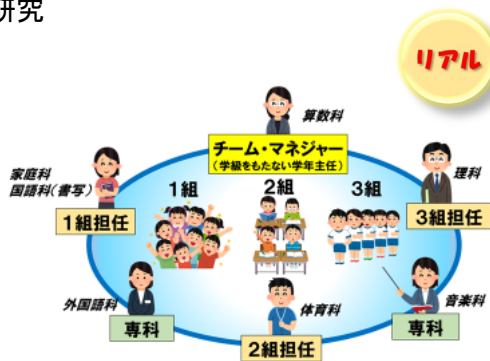 研究
リアル
算数科
チーム・マネジャー
(学級をもたない学年主任)
家庭科
国語科(書写)
1組担任
1組
2組
3組
理科
3組担任
外国語科
専科
体育科
2組担任
音楽科
専科